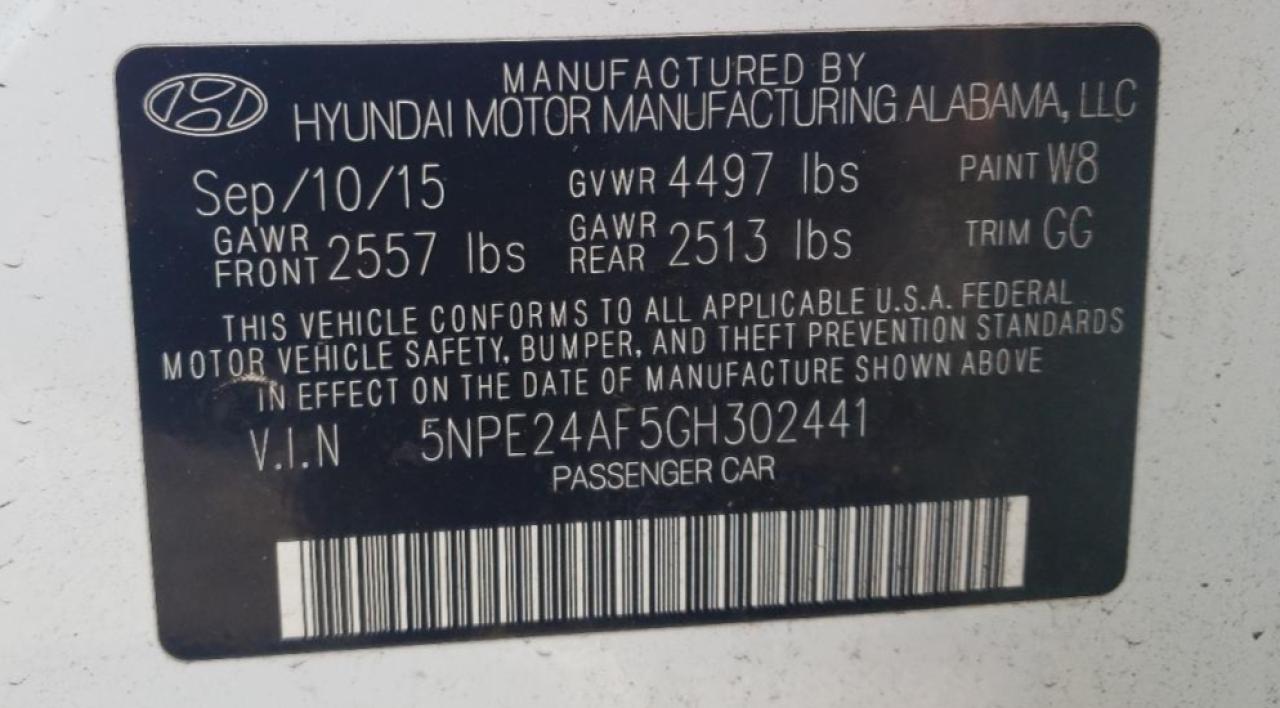 MANUFACTURED BY
HYUNDAI MOTOR MANUFACTURING ALABAMA, LLC
Sep/10/15 GVWR 4497 lbs PAINT W8
GAWR FRONT 2557 lbs GAWR REAR 2513 lbs TRIM GG
THIS VEHICLE CONFORMS TO ALL APPLICABLE U.S.A. FEDERAL
MOTOR VEHICLE SAFETY, BUMPER, AND THEFT PREVENTION STANDARDS
IN EFFECT ON THE DATE OF MANUFACTURE SHOWN ABOVE
V.I.N 5NPE24AF5GH302441
PASSENGER CAR